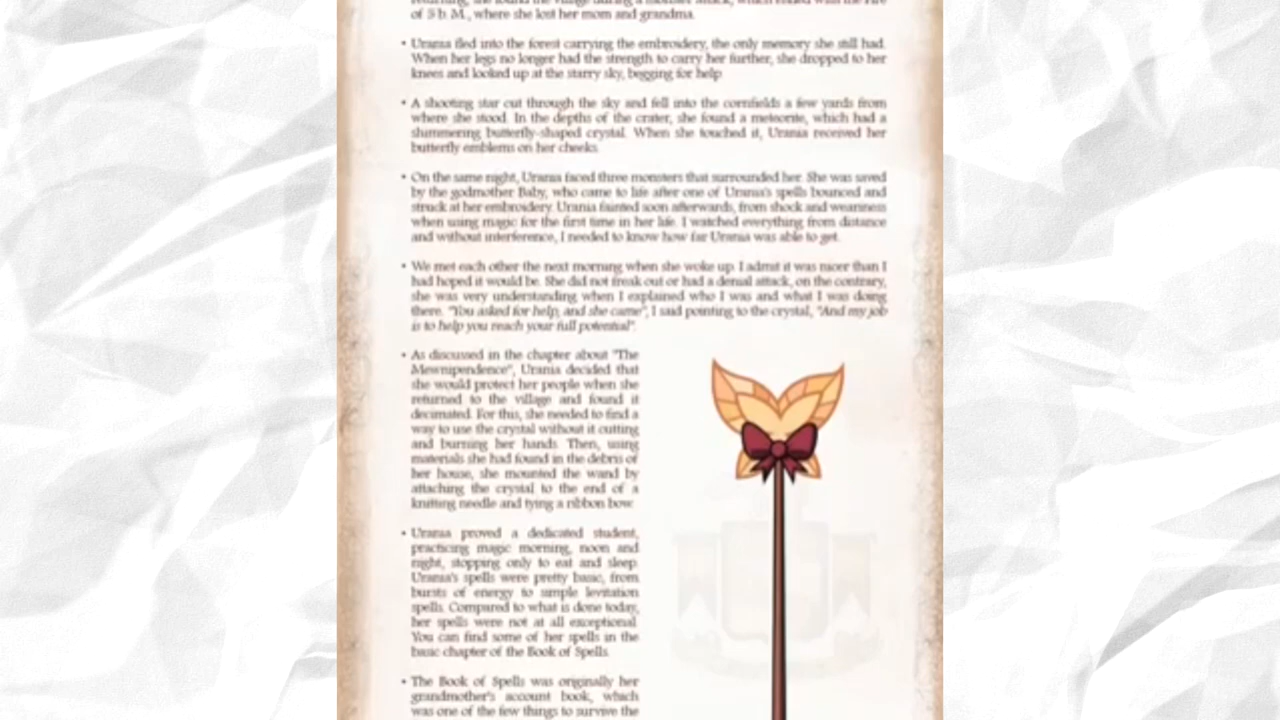 of S.b. M., where she lost her mom and grandma.
• Urania fled into the forest carrying the embroidery, the only memory she still had.
When her legs no longer had the strength to carry her further, she dropped to her
knees and looked up at the starry sky, begging for help.
• A shooting star cut through the sky and fell into the cornfields a few yards from
where she stood. In the depths of the crater, she found a meteorite, which had a
shimmering butterfly-shaped crystal. When she touched it, Urania received her
butterfly emblems on her cheeks.
• On the same night, Urania faced three monsters that surrounded her. She was saved
by the godmother Baby, who came to life after one of Urania's spells bounced and
struck at her embroidery. Urania fainted soon afterwards, from shock and weariness
when using magic for the first time in her life. I watched everything from distance
and without interference, I needed to know how far Urania was able to get.
• We met each other the next morning when she woke up. I admit it was nicer than I
had hoped it would be. She did not freak out or had a denial attack, on the contrary,
she was very understanding when I explained who I was and what I was doing
there. "You asked for help, and she came", I said pointing to the crystal, "And my job
is to help you reach your full potential".
• As discussed in the chapter about "The
Mewnipendence", Urania decided that
she would protect her people when she
returned to the village and found it
decimated. For this, she needed to find a
way to use the crystal without it cutting
and burning her hands. Then, using
materials she had found in the debris of
her house, she mounted the wand by
attaching the crystal to the end of a
knitting needle and tying a ribbon bow.
• Urania proved a dedicated student,
practicing magic morning, noon and
night, stopping only to eat and sleep.
Urania's spells were pretty basic, from
bursts of energy to simple levitation
spells. Compared to what is done today,
her spells were not at all exceptional.
You can find some of her spells in the
basic chapter of the Book of Spells.
• The Book of Spells was originally her
grandmother's account book, which
was one of the few things to survive the